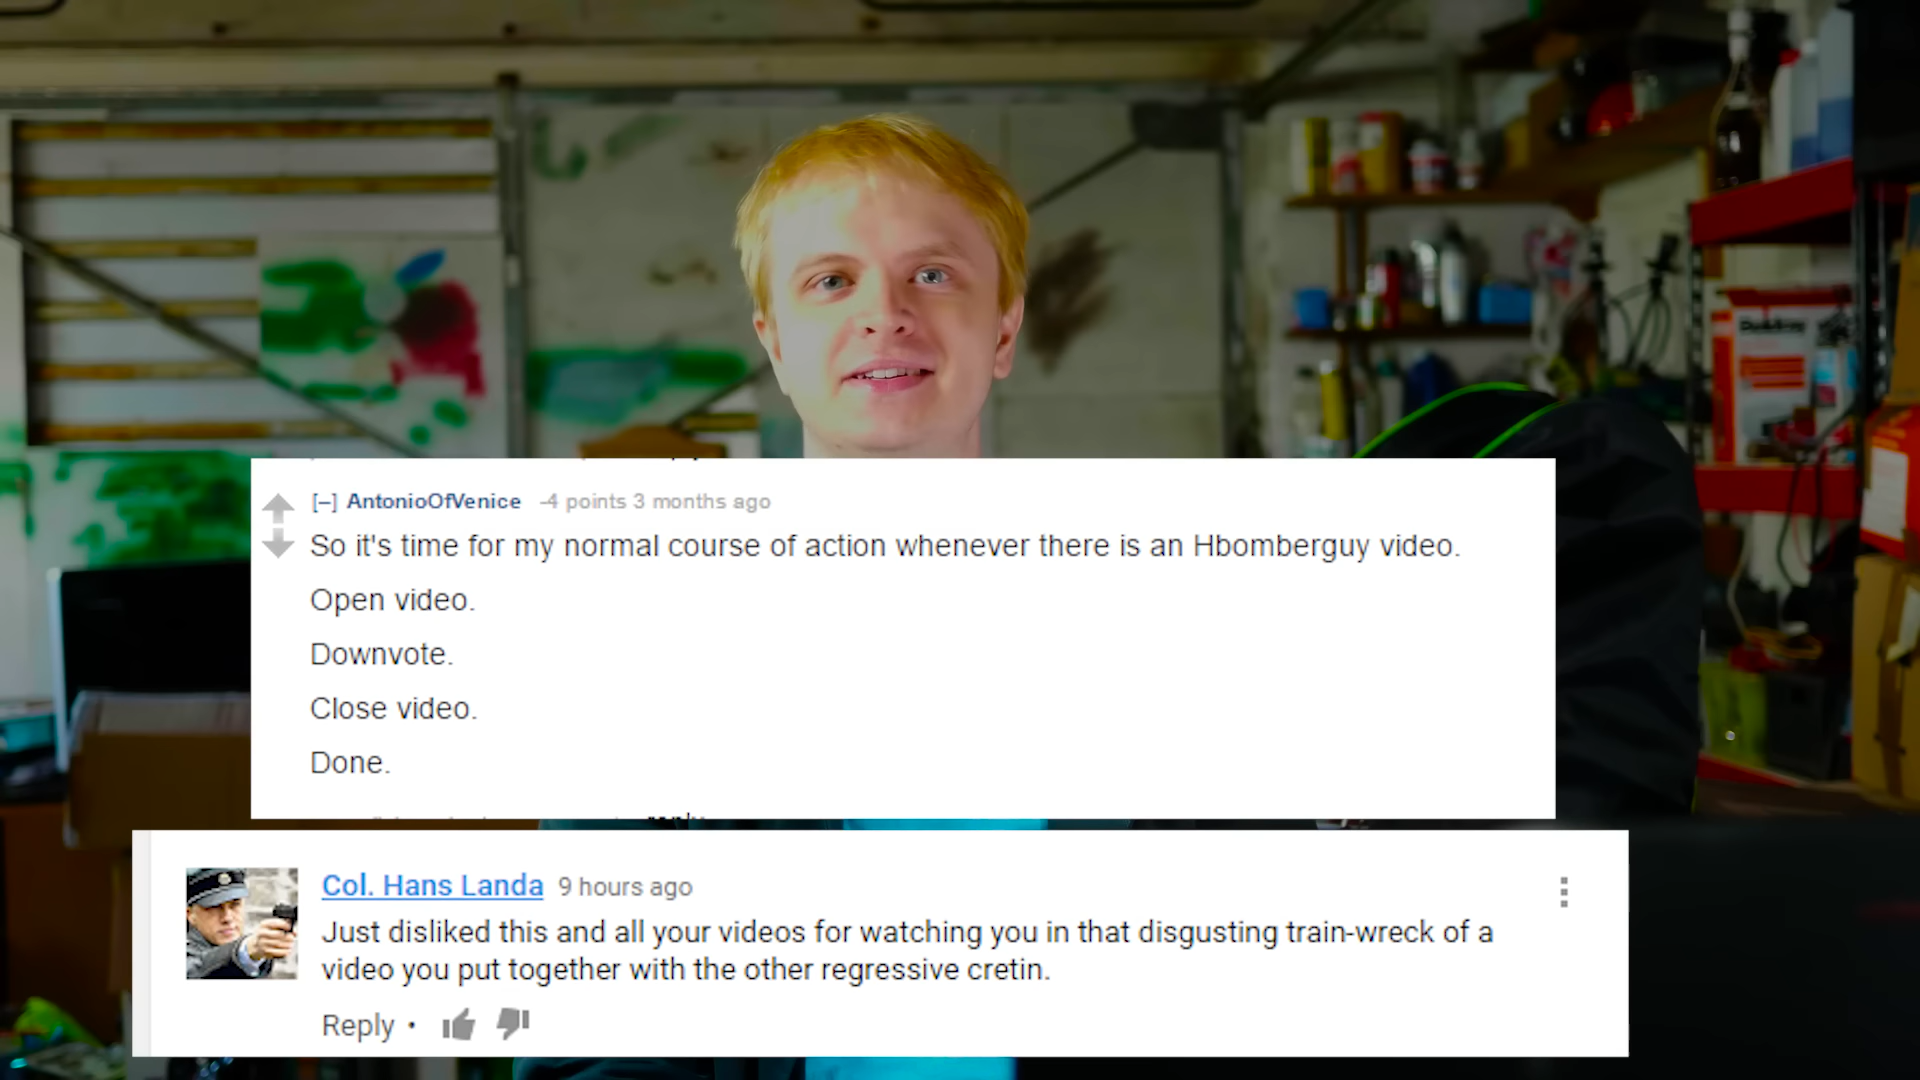 [–] AntonioOfVenice -4 points 3 months ago
So it's time for my normal course of action whenever there is an Hbomberguy video.
Open video.
Downvote.
Close video.
Done.
Col. Hans Landa 9 hours ago
Just disliked this and all your videos for watching you in that disgusting train-wreck of a
video you put together with the other regressive cretin.
Reply •